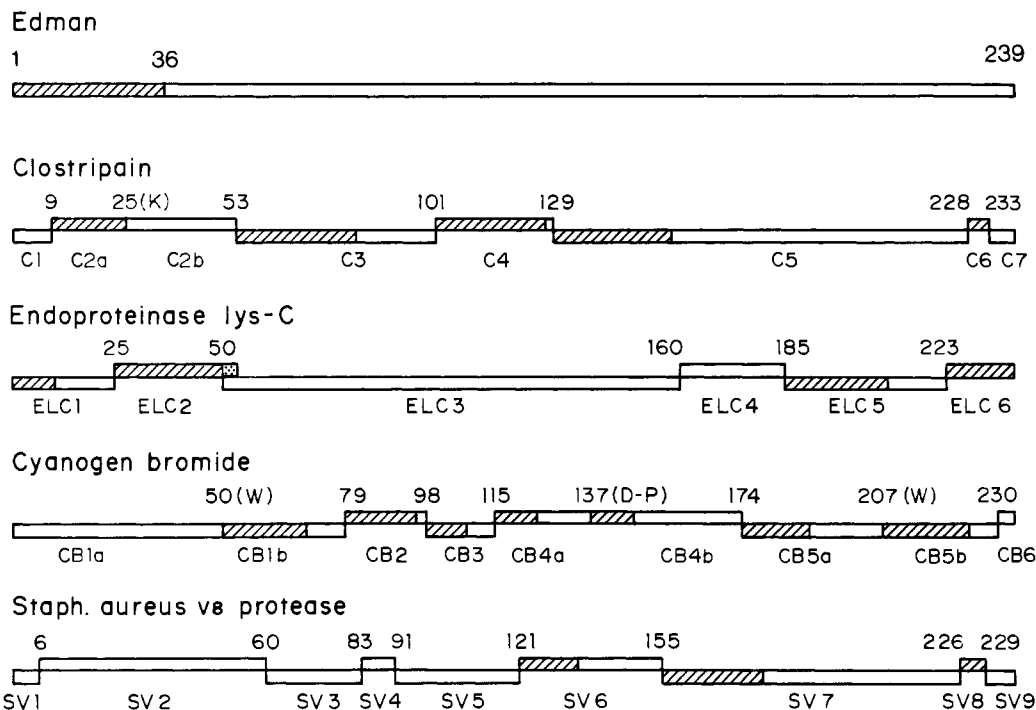 Edman
1 36 239
Clostripain
9 25(K) 53 101 129 228 233
C1 C2a C2b C3 C4 C5 C6 C7
Endoproteinase lys-C
25 50 160 185 223
ELC1 ELC2 ELC3 ELC4 ELC5 ELC6
Cyanogen bromide
50(W) 79 98 115 137(D-P) 174 207(W) 230
CB1a CB1b CB2 CB3 CB4a CB4b CB5a CB5b CB6
Staph. aureus v8 protease
6 60 83 91 121 155 226 229
SV1 SV2 SV3 SV4 SV5 SV6 SV7 SV8 SV9